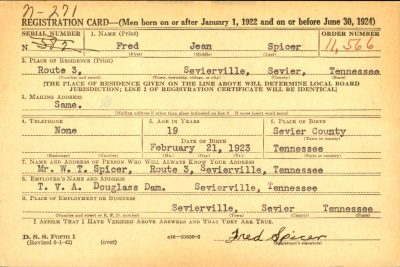 REGISTRATION CARD—(Men born on or after January 1, 1922 and on or before June 30, 1924)
SERIAL NUMBER 1. NAME (Print) ORDER NUMBER
N Fred Jean Spicer
(First) (Middle) (Last)
2. PLACE OF RESIDENCE (Print)
Route 3, Sevierville, Sevier, Tennessee
(Number and street) (Town, township, village, or city) (County) (State)
[THE PLACE OF RESIDENCE GIVEN ON THE LINE ABOVE WILL DETERMINE LOCAL BOARD
JURISDICTION; LINE 2 OF REGISTRATION CERTIFICATE WILL BE IDENTICAL]
3. MAILING ADDRESS
Same.
(Mailing address if other than place indicated on line 2. If same insert word same)
4. TELEPHONE 5. AGE IN YEARS 6. PLACE OF BIRTH
None 19 Sevier County
DATE OF BIRTH (Town or county)
February 21, 1923 Tennessee
(Mo.) (Day) (Yr.) (State or country)
7. NAME AND ADDRESS OF PERSON WHO WILL ALWAYS KNOW YOUR ADDRESS
Mr. W. T. Spicer, Route 3, Sevierville, Tennessee
8. EMPLOYER'S NAME AND ADDRESS
T. V. A. Douglass Dam. Sevierville, Tennessee
9. PLACE OF EMPLOYMENT OR BUSINESS
Sevierville, Sevier Tennessee
(Number and street or R. F. D. number) (Town) (County) (State)
I AFFIRM THAT I HAVE VERIFIED ABOVE ANSWERS AND THAT THEY ARE TRUE.
Fred Spicer
D. S. S. Form 1
(Revised 6-1-42) (over) (Registrant's signature)